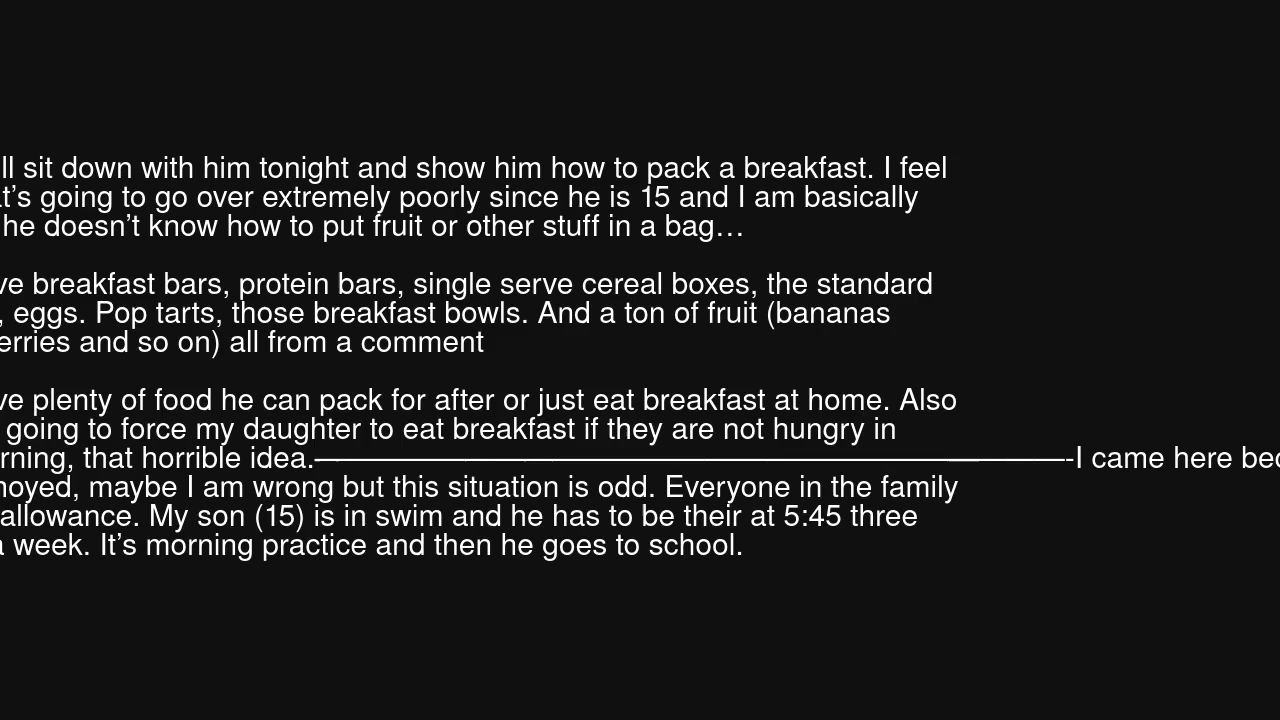 ll sit down with him tonight and show him how to pack a breakfast. I feel
t’s going to go over extremely poorly since he is 15 and I am basically
he doesn’t know how to put fruit or other stuff in a bag…
ve breakfast bars, protein bars, single serve cereal boxes, the standard
, eggs. Pop tarts, those breakfast bowls. And a ton of fruit (bananas
erries and so on) all from a comment
ve plenty of food he can pack for after or just eat breakfast at home. Also
going to force my daughter to eat breakfast if they are not hungry in
rning, that horrible idea.—————————————————————————-I came here bec
noyed, maybe I am wrong but this situation is odd. Everyone in the family
allowance. My son (15) is in swim and he has to be their at 5:45 three
a week. It’s morning practice and then he goes to school.